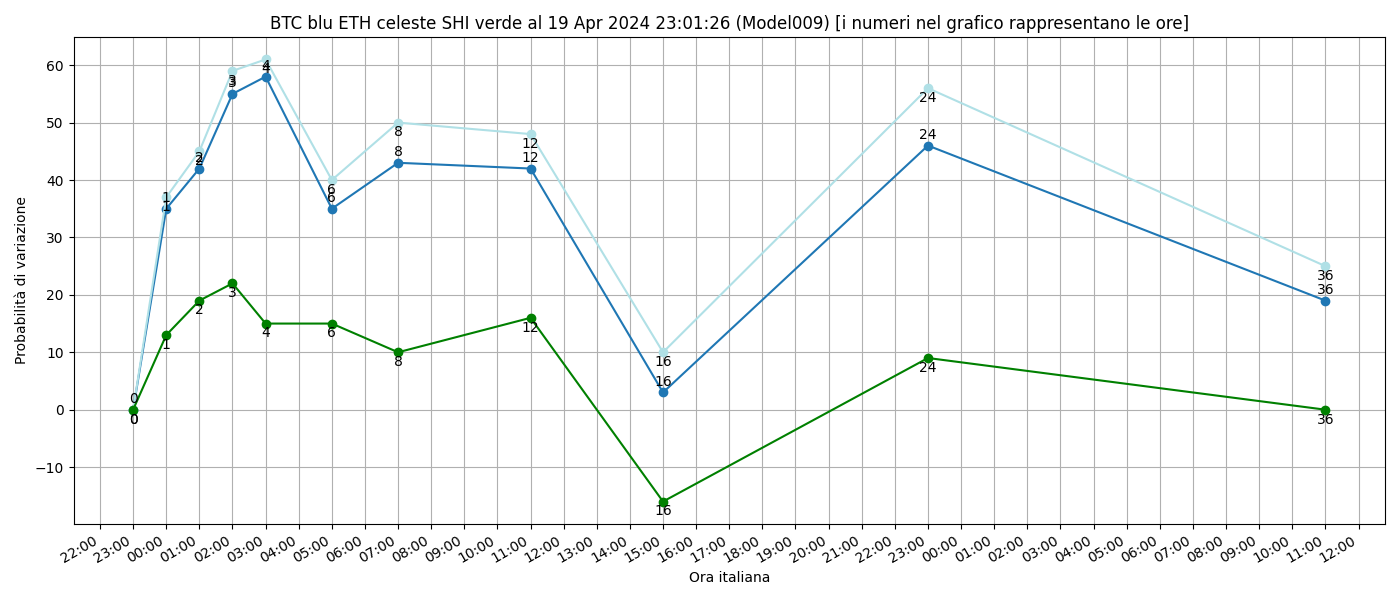 BTC blu ETH celeste SHI verde al 19 Apr 2024 23:01:26 (Model009) [i numeri nel grafico rappresentano le ore]
Probabilità di variazione
60
50
40
30
20
10
0
−10
0 1 2 3 4 6 8 12 16 24 36
0 1 2 3 4 6 8 12 16 24 36
0 1 2 3 4 6 8 12 16 24 36
22:00 23:00 00:00 01:00 02:00 03:00 04:00 05:00 06:00 07:00 08:00 09:00 10:00 11:00 12:00 13:00 14:00 15:00 16:00 17:00 18:00 19:00 20:00 21:00 22:00 23:00 00:00 01:00 02:00 03:00 04:00 05:00 06:00 07:00 08:00 09:00 10:00 11:00 12:00
Ora italiana